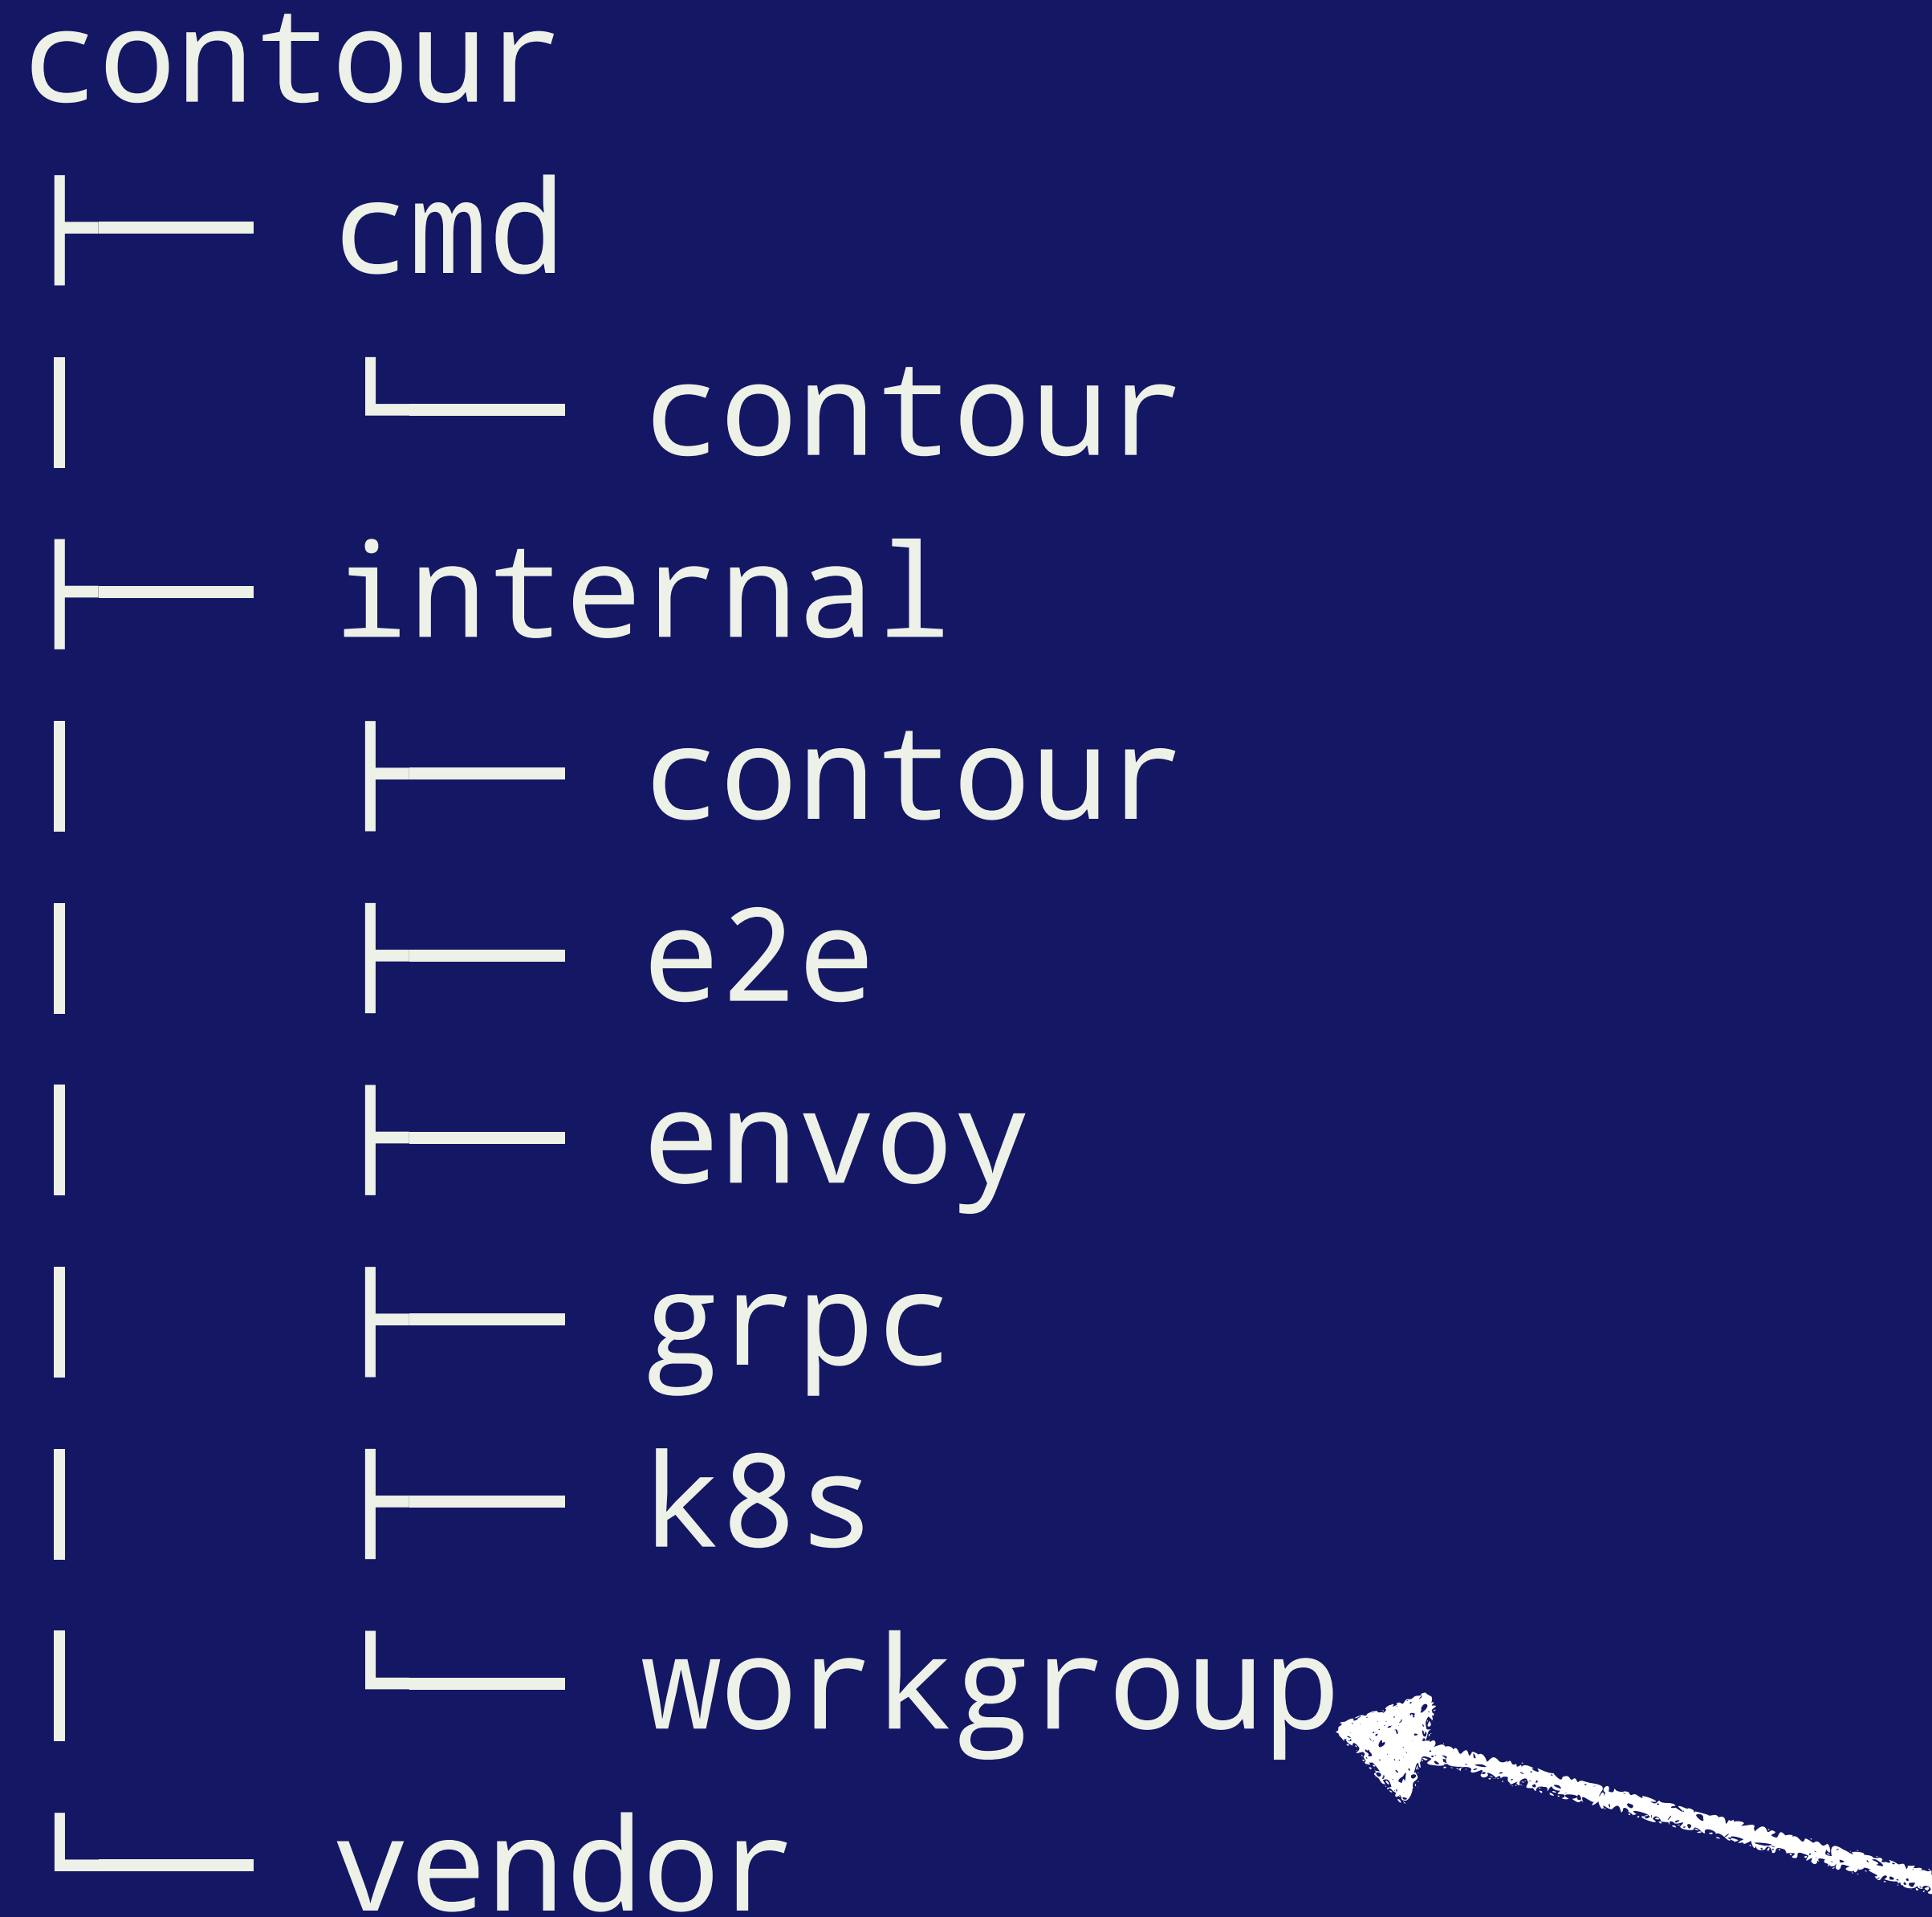 contour
├── cmd
│   └── contour
├── internal
│   ├── contour
│   ├── e2e
│   ├── envoy
│   ├── grpc
│   ├── k8s
│   └── workgroup
└── vendor